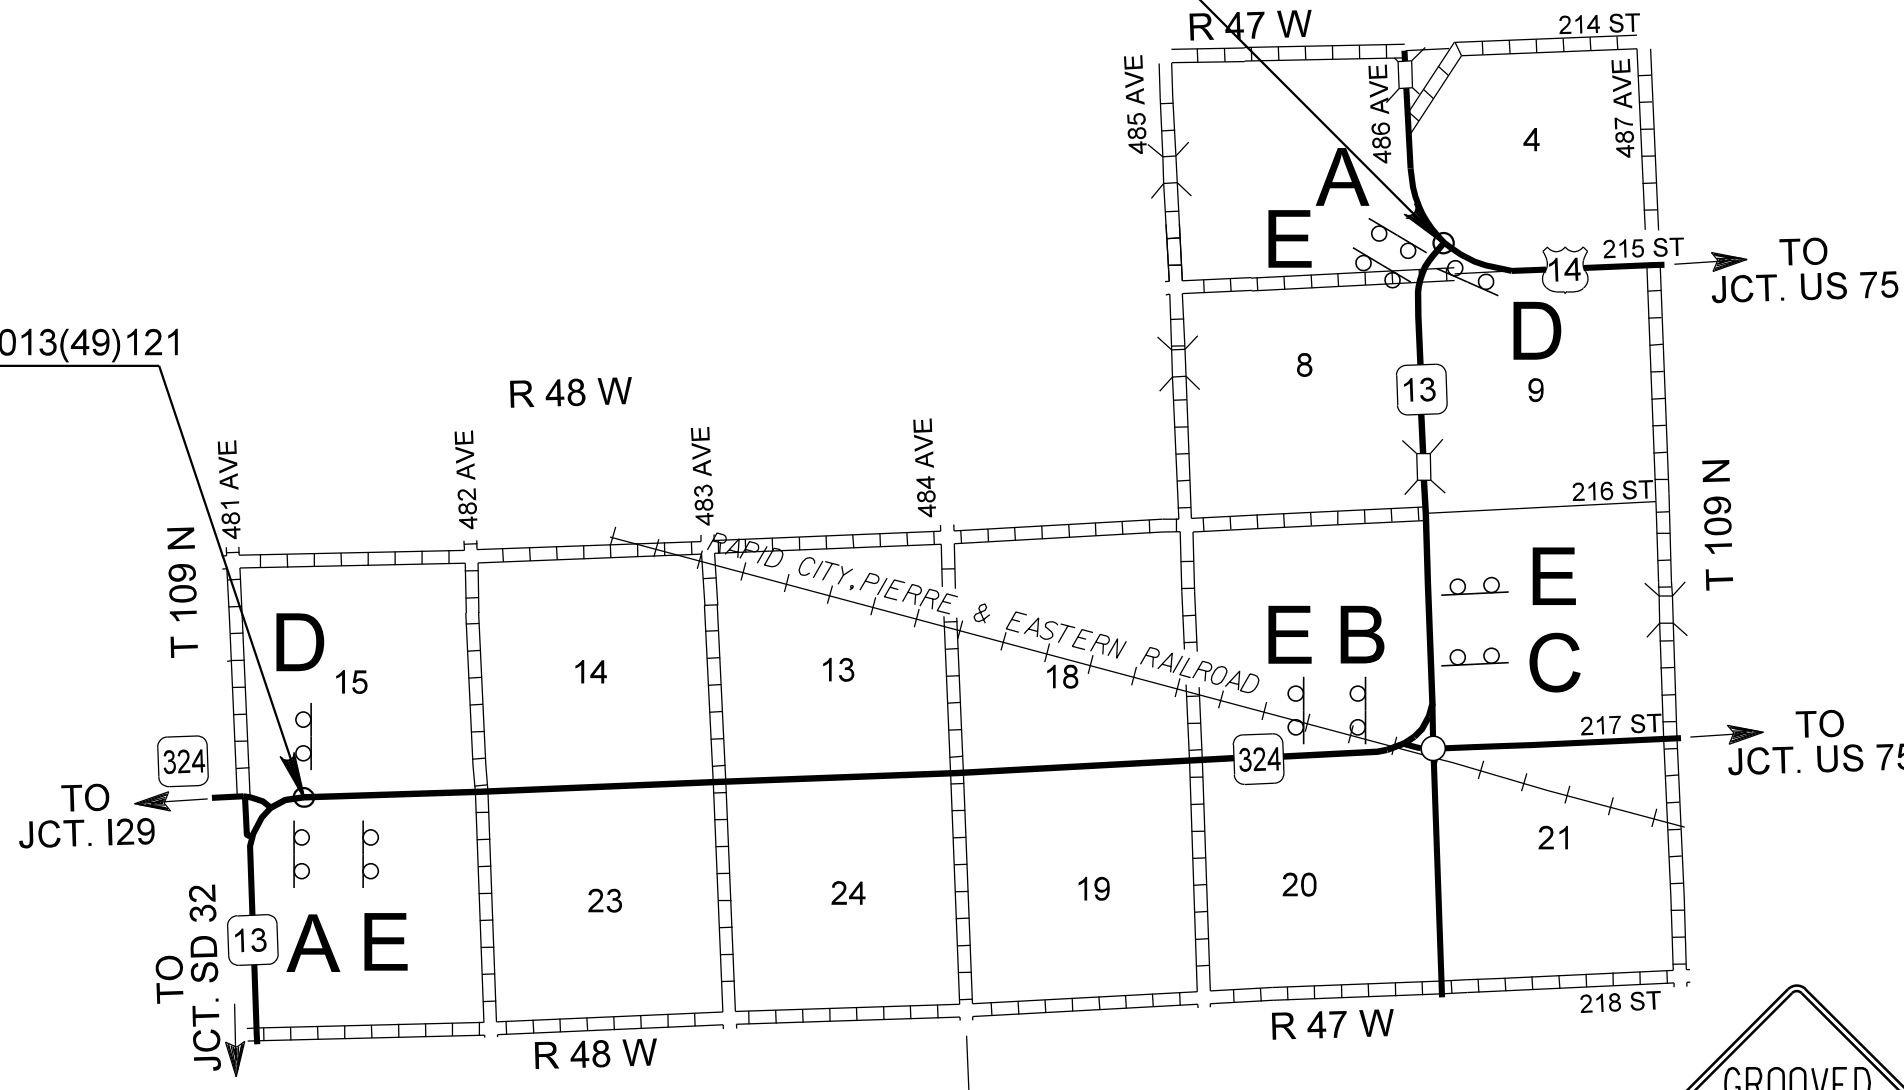 R 47 W
214 ST
485 AVE
486 AVE
487 AVE
4
A
E
215 ST
14
TO
JCT. US 75
D
013(49)121
8
13
9
R 48 W
481 AVE
482 AVE
483 AVE
484 AVE
216 ST
T 109 N
T 109 N
RAPID CITY, PIERRE & EASTERN RAILROAD
E
D
15
14
13
18
E B
C
217 ST
TO
JCT. US 75
324
324
TO
JCT. I29
21
23
24
19
20
TO
JCT. SD 32
13
A E
218 ST
R 47 W
R 48 W
GROOVED